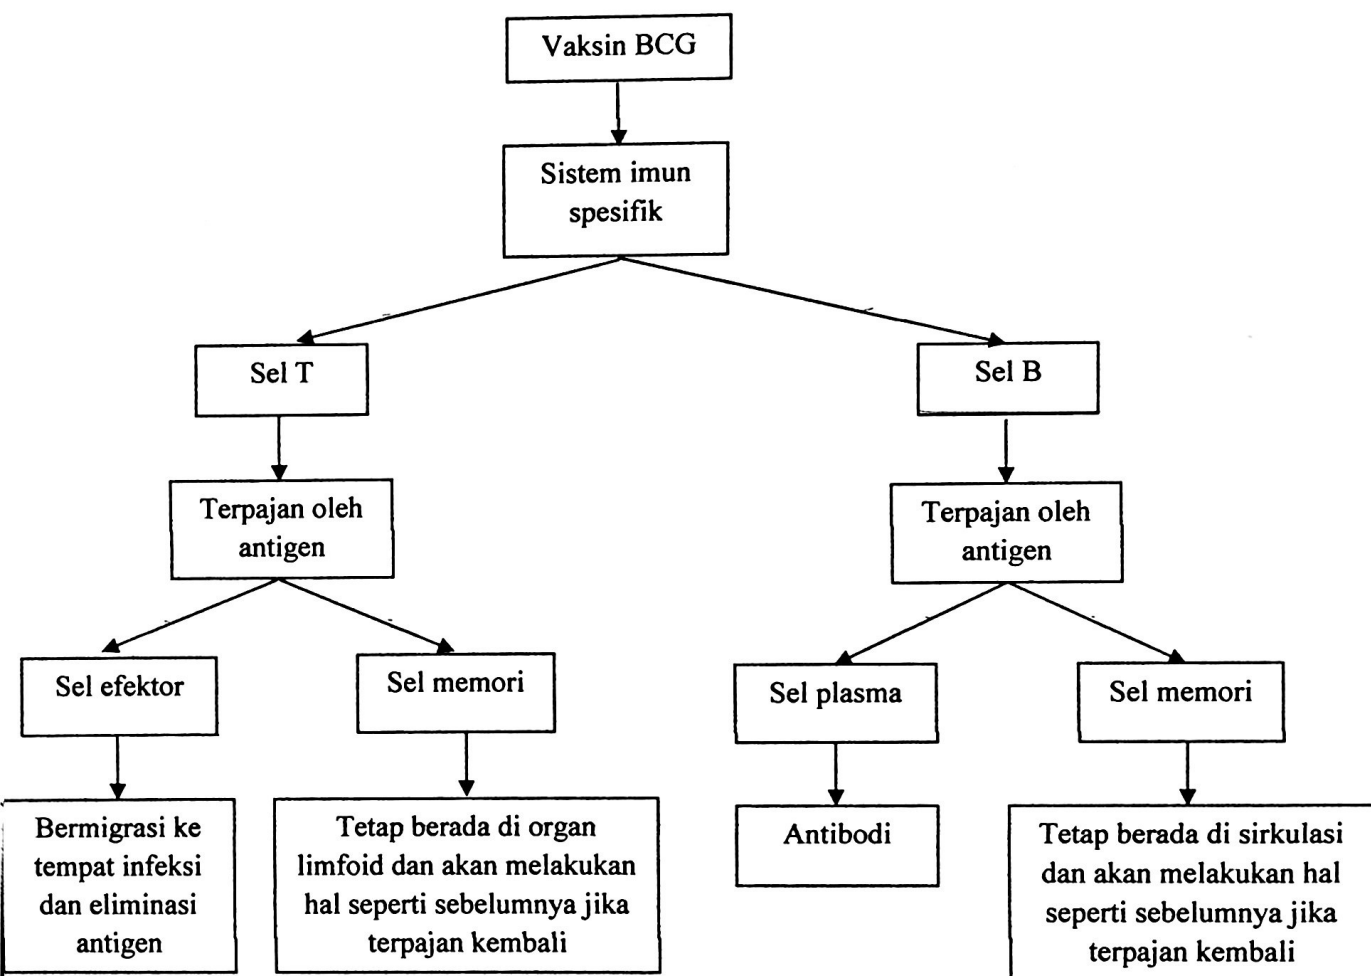 Vaksin BCG
Sistem imun
spesifik
Sel T
Sel B
Terpajan oleh
antigen
Terpajan oleh
antigen
Sel efektor
Sel memori
Sel plasma
Sel memori
Bermigrasi ke
tempat infeksi
dan eliminasi
antigen
Tetap berada di organ
limfoid dan akan melakukan
hal seperti sebelumnya jika
terpajan kembali
Antibodi
Tetap berada di sirkulasi
dan akan melakukan hal
seperti sebelumnya jika
terpajan kembali